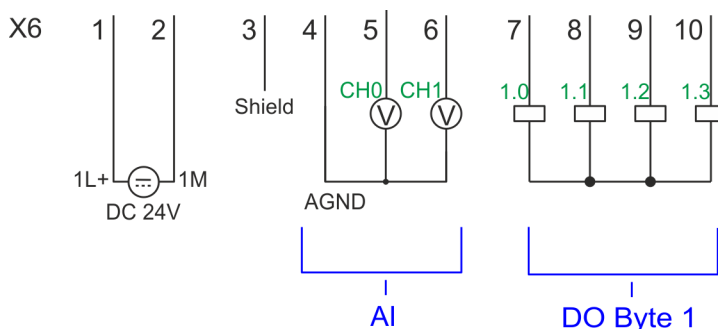 X6 1 2 3 4 5 6 7 8 9 10
CH0 CH1 1.0 1.1 1.2 1.3
Shield
1L+ 1M
DC 24V
AGND
AI DO Byte 1